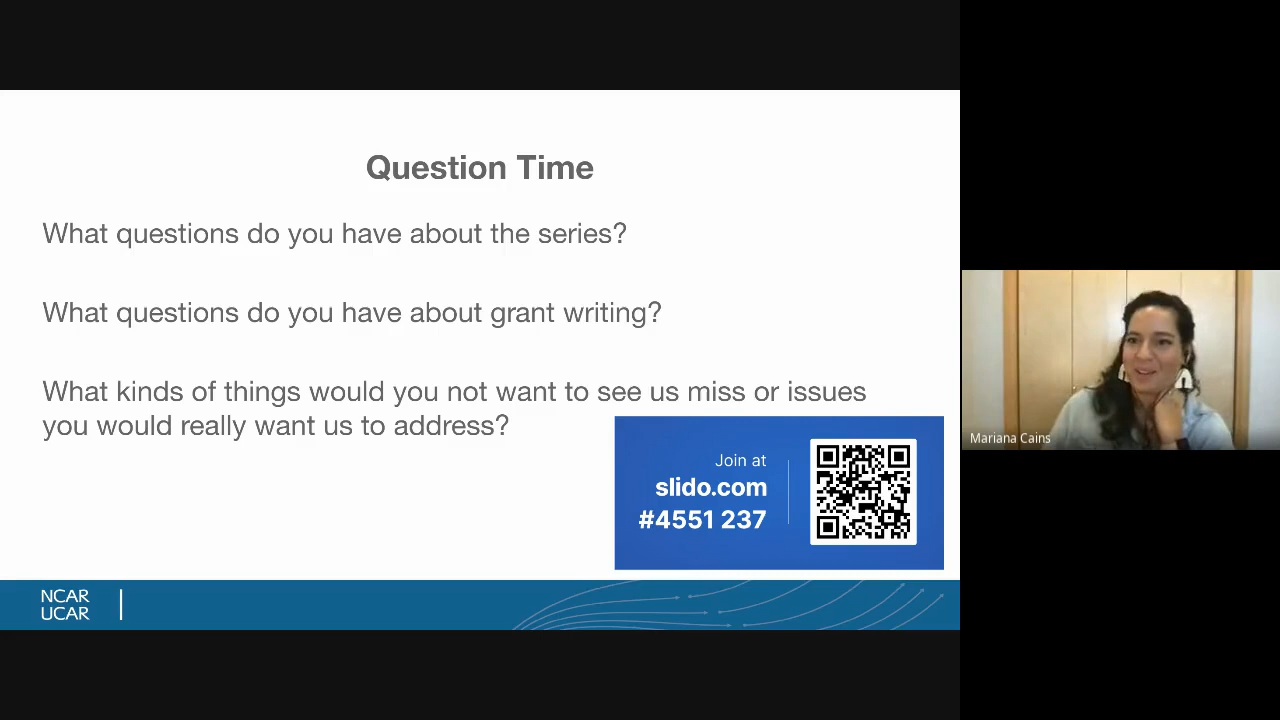 Question Time
What questions do you have about the series?
What questions do you have about grant writing?
What kinds of things would you not want to see us miss or issues
you would really want us to address?
Join at
slido.com
#4551 237
NCAR
UCAR
Mariana Cains